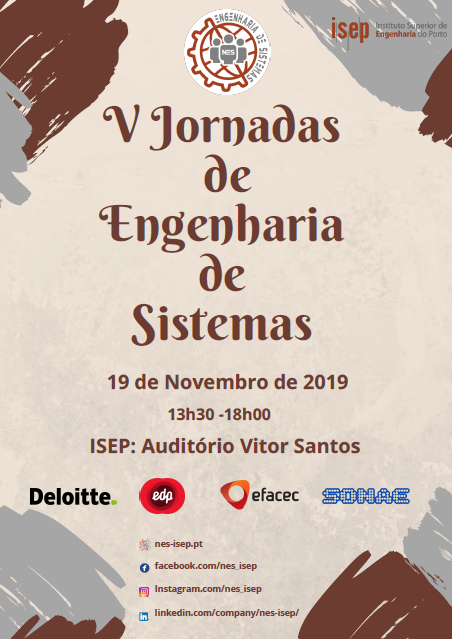 ENGENHARIA DE SISTEMAS
NES
isep Instituto Superior de
Engenharia do Porto
V Jornadas
de
Engenharia
de
Sistemas
19 de Novembro de 2019
13h30 -18h00
ISEP: Auditório Vitor Santos
Deloitte. edp efacec SONAE
nes-isep.pt
facebook.com/nes_isep
Instagram.com/nes_isep
linkedin.com/company/nes-isep/